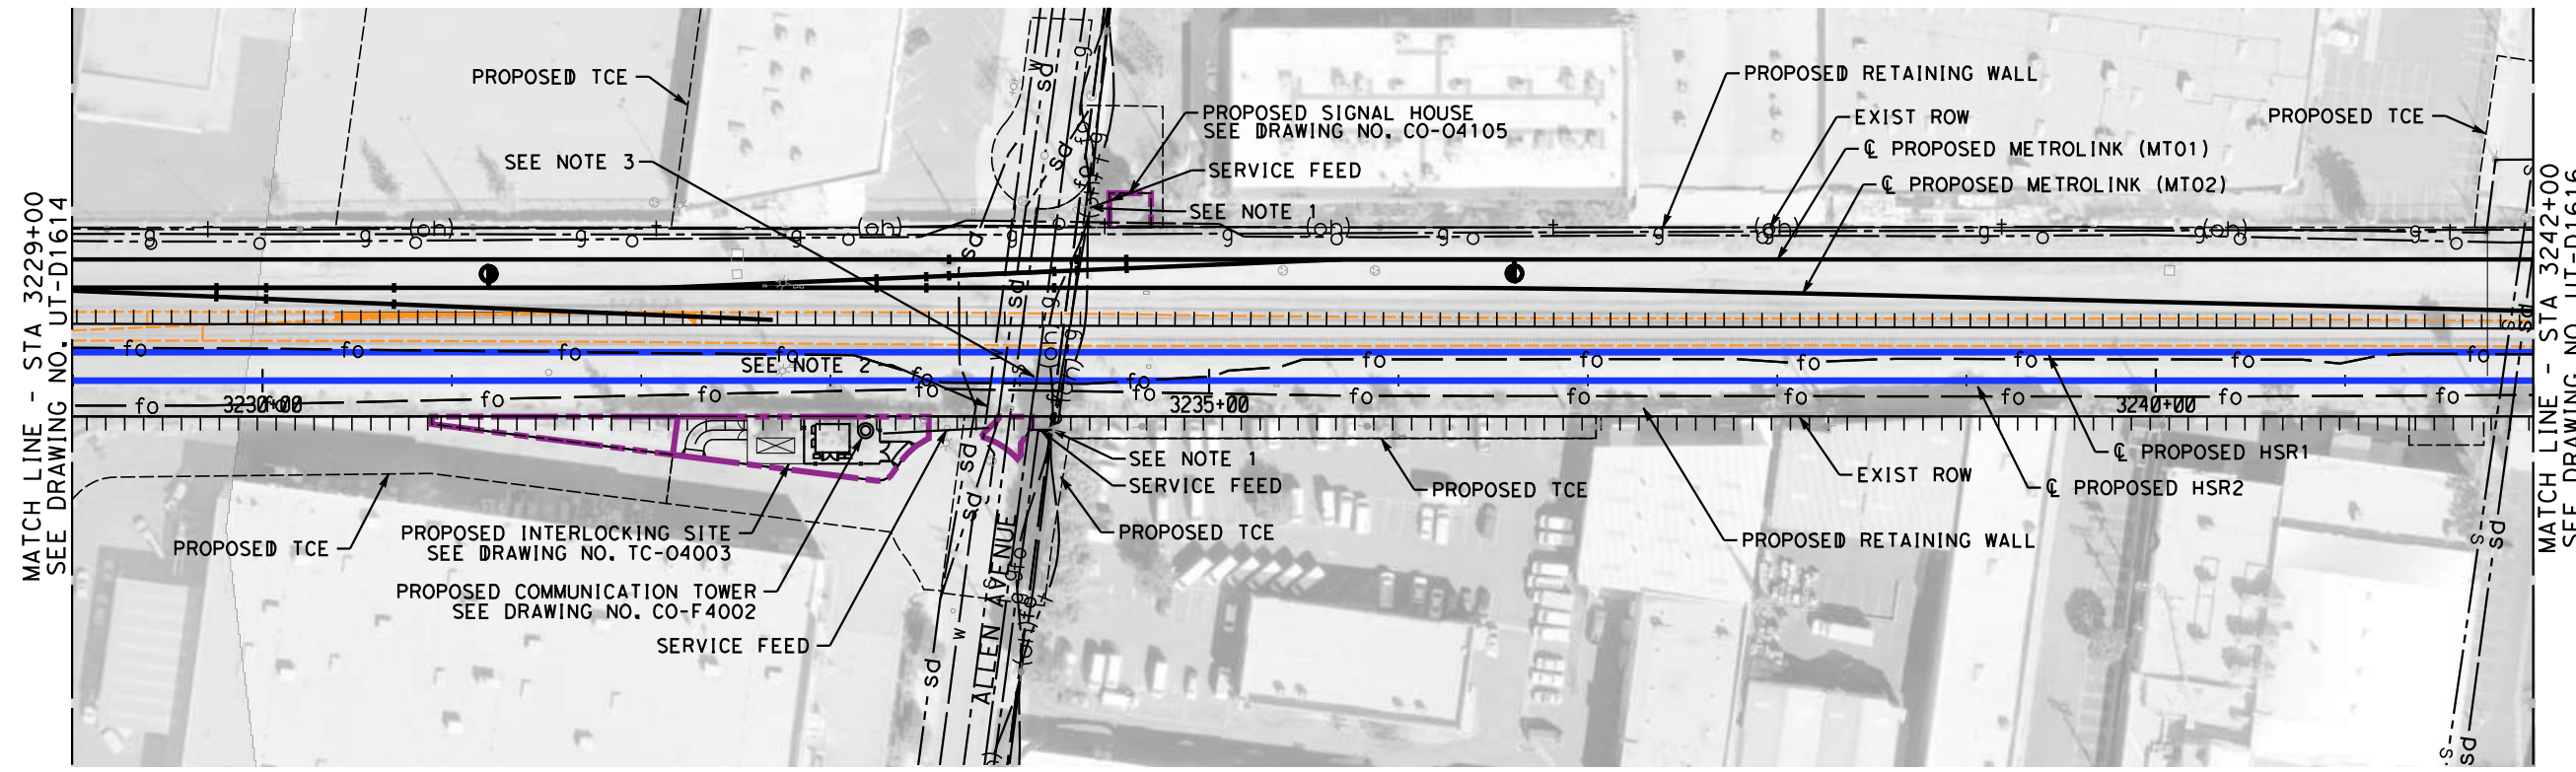 MATCH LINE - STA 3229+00
SEE DRAWING NO. UT-D1614
PROPOSED TCE
SEE NOTE 3
PROPOSED SIGNAL HOUSE
SEE DRAWING NO. CO-04105
SERVICE FEED
SEE NOTE 1
PROPOSED RETAINING WALL
EXIST ROW
℄ PROPOSED METROLINK (MT01)
℄ PROPOSED METROLINK (MT02)
PROPOSED TCE
SEE NOTE 2
3230+00
3235+00
3240+00
SEE NOTE 1
SERVICE FEED
PROPOSED TCE
PROPOSED TCE
℄ PROPOSED HSR1
EXIST ROW
℄ PROPOSED HSR2
PROPOSED RETAINING WALL
PROPOSED TCE
PROPOSED INTERLOCKING SITE
SEE DRAWING NO. TC-04003
PROPOSED COMMUNICATION TOWER
SEE DRAWING NO. CO-F4002
SERVICE FEED
ALLEN AVENUE
MATCH LINE - STA 3242+00
SEE DRAWING NO. UT-D1616